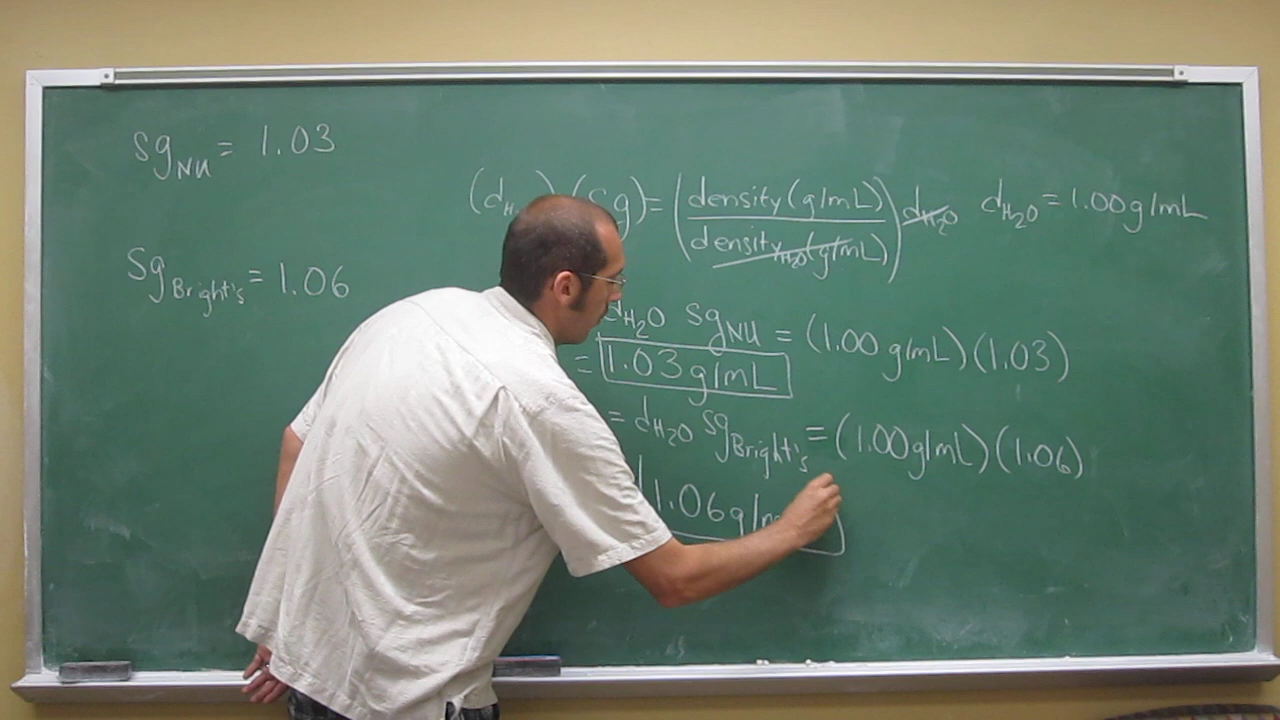 sg_NU = 1.03
(d_H )(sg) = (density (g/mL) / density_H₂O (g/mL)) d_H₂O d_H₂O = 1.00 g/mL
sg_Bright's = 1.06
d_H₂O sg_NU = (1.00 g/mL)(1.03)
= 1.03 g/mL
= d_H₂O sg_Bright's = (1.00 g/mL)(1.06)
1.06 g/m